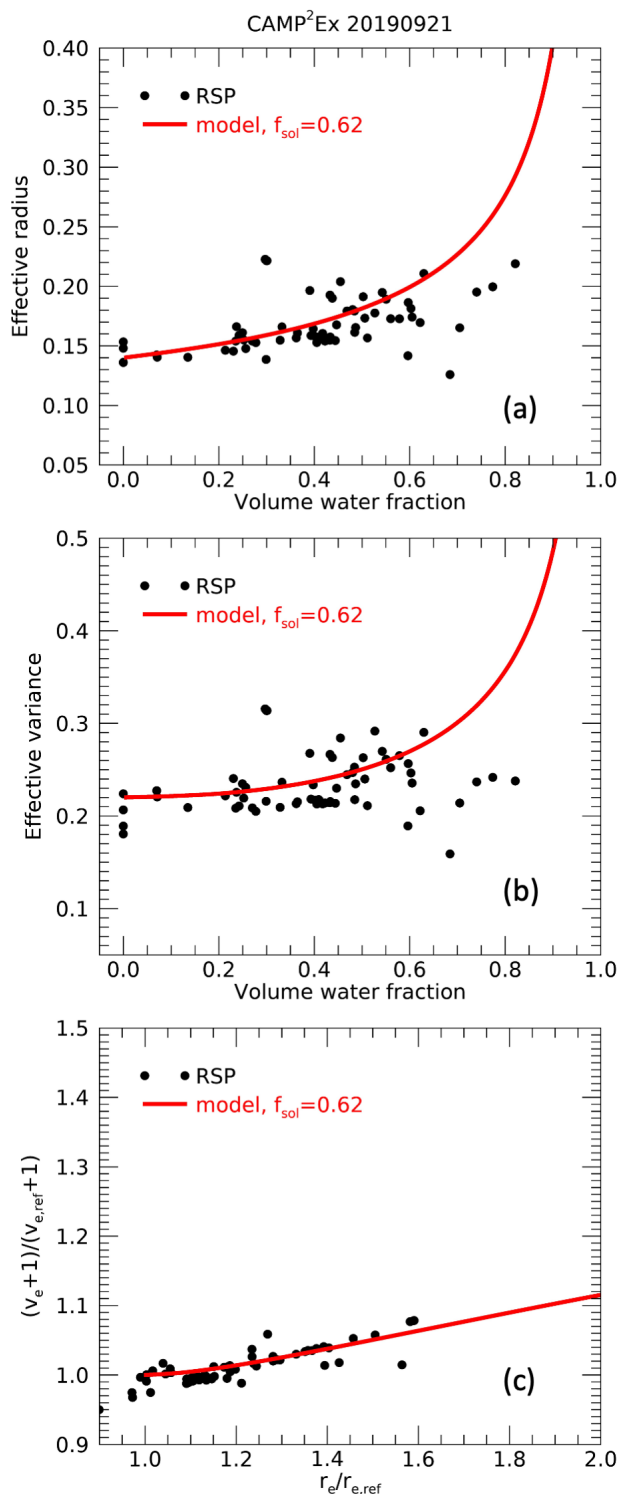 CAMP²Ex 20190921
0.40
0.35
0.30
0.25
0.20
0.15
0.10
0.05
Effective radius
RSP
model, f_sol=0.62
(a)
0.0 0.2 0.4 0.6 0.8 1.0
Volume water fraction
0.5
0.4
0.3
0.2
0.1
Effective variance
RSP
model, f_sol=0.62
(b)
0.0 0.2 0.4 0.6 0.8 1.0
Volume water fraction
1.5
1.4
1.3
1.2
1.1
1.0
0.9
(v_e+1)/(v_e,ref+1)
RSP
model, f_sol=0.62
(c)
1.0 1.2 1.4 1.6 1.8 2.0
r_e/r_e,ref